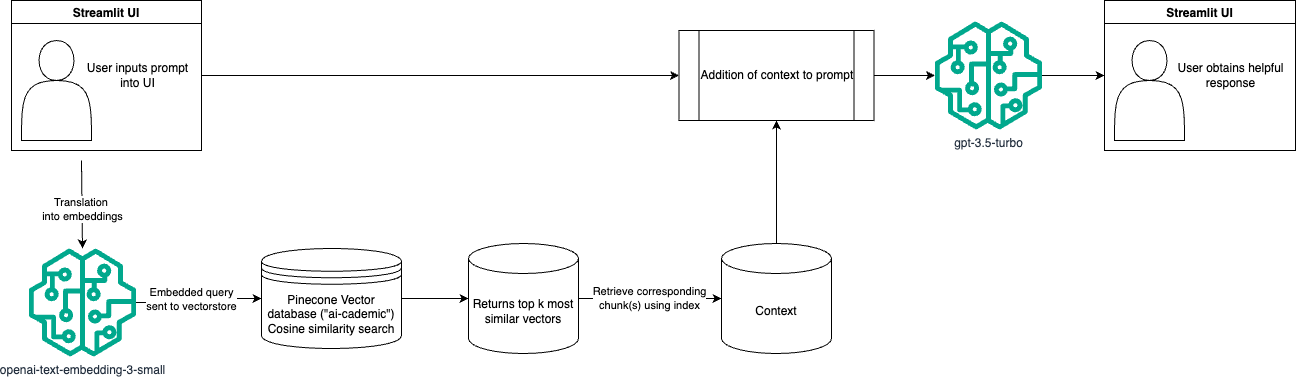 Streamlit UI
User inputs prompt
into UI
Addition of context to prompt
gpt-3.5-turbo
Streamlit UI
User obtains helpful
response
Translation
into embeddings
openai-text-embedding-3-small
Embedded query
sent to vectorstore
Pinecone Vector
database ("ai-cademic")
Cosine similarity search
Returns top k most
similar vectors
Retrieve corresponding
chunk(s) using index
Context